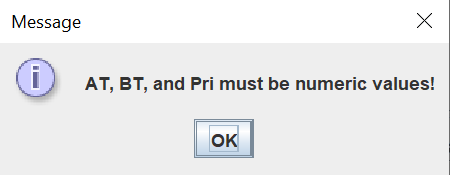 Message
AT, BT, and Pri must be numeric values!
OK